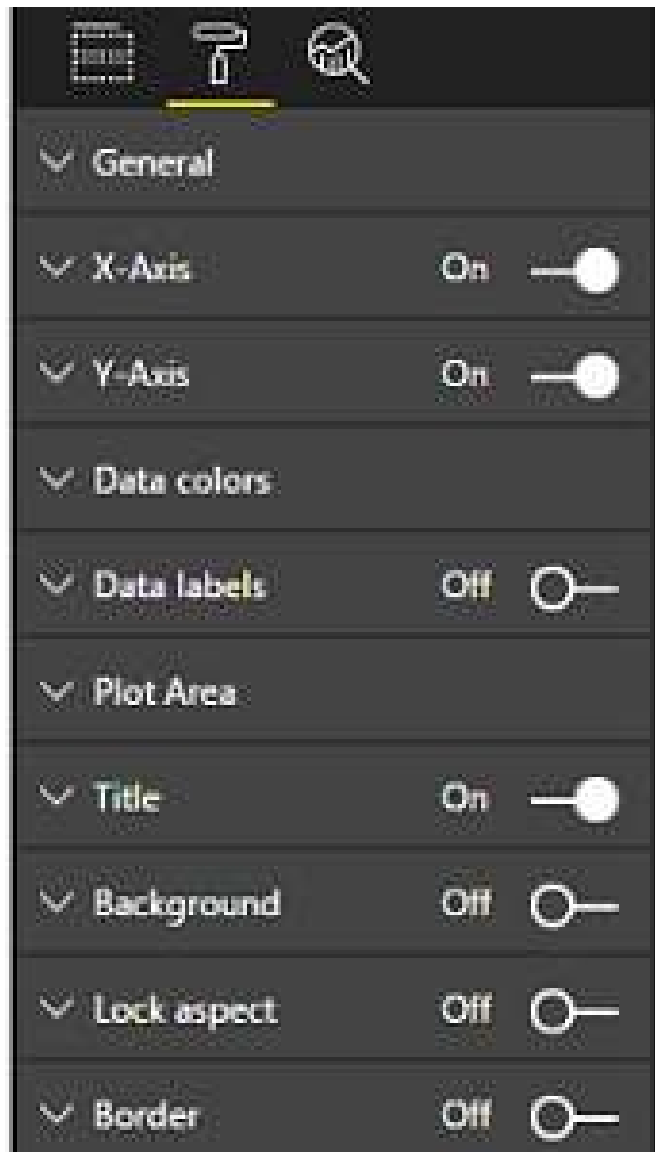 General
X-Axis On
Y-Axis On
Data colors
Data labels Off
Plot Area
Title On
Background Off
Lock aspect Off
Border Off